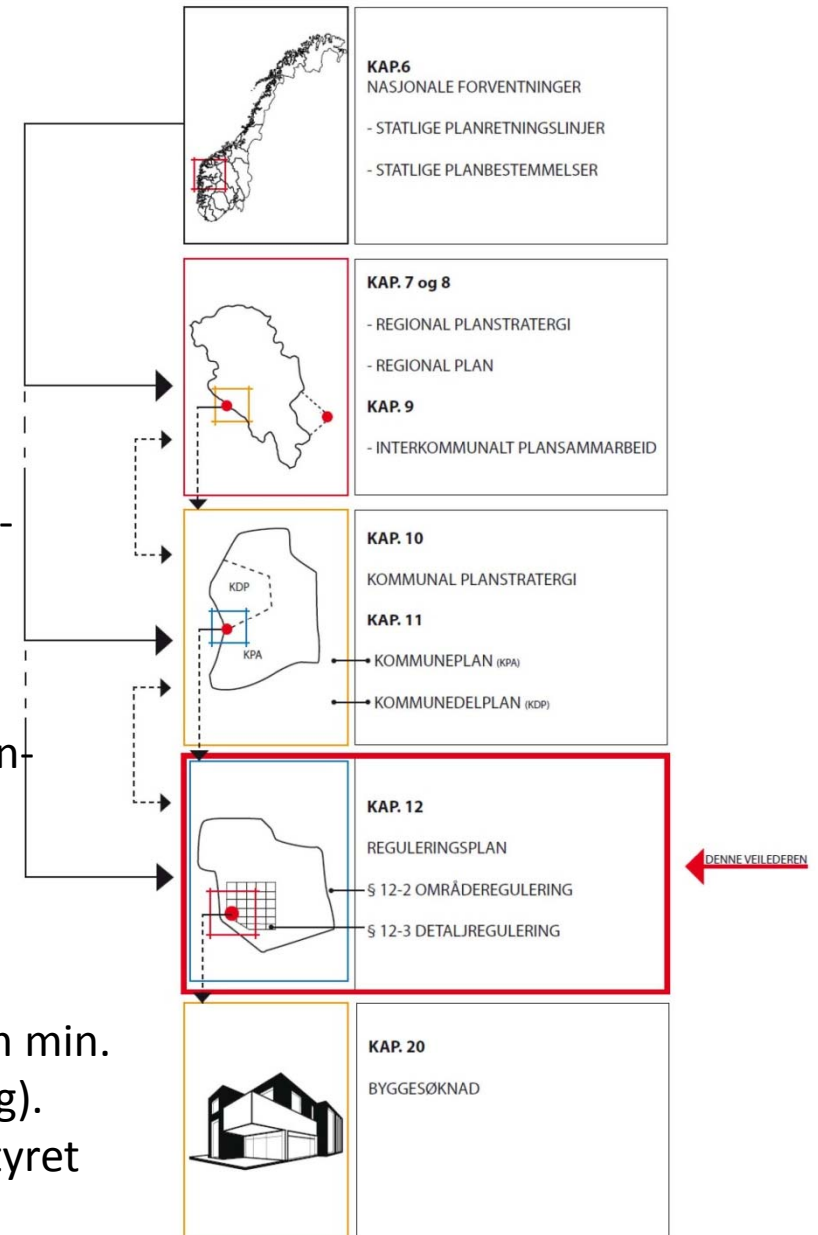 KAP.6
NASJONALE FORVENTNINGER
- STATLIGE PLANRETNINGSLINJER
- STATLIGE PLANBESTEMMELSER
KAP. 7 og 8
- REGIONAL PLANSTRATERGI
- REGIONAL PLAN
KAP. 9
- INTERKOMMUNALT PLANSAMMARBEID
-
KAP. 10
KOMMUNAL PLANSTRATERGI
KAP. 11
KOMMUNEPLAN (KPA)
KOMMUNEDELPLAN (KDP)
KDP
KPA
n-
KAP. 12
REGULERINGSPLAN
§ 12-2 OMRÅDEREGULERING
§ 12-3 DETALJREGULERING
DENNE VEILEDEREN
n min.
g).
tyret
KAP. 20
BYGGESØKNAD